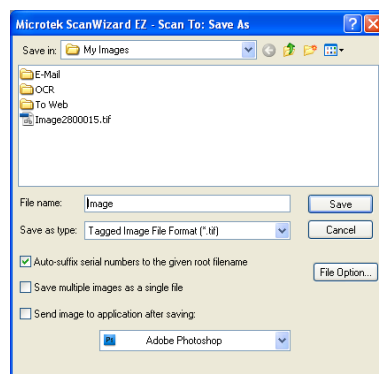 Microtek ScanWizard EZ - Scan To: Save As
Save in: My Images
E-Mail
OCR
To Web
Image2800015.tif
File name: Image Save
Save as type: Tagged Image File Format (*.tif) Cancel
Auto-suffix serial numbers to the given root filename
File Option...
Save multiple images as a single file
Send image to application after saving:
Adobe Photoshop